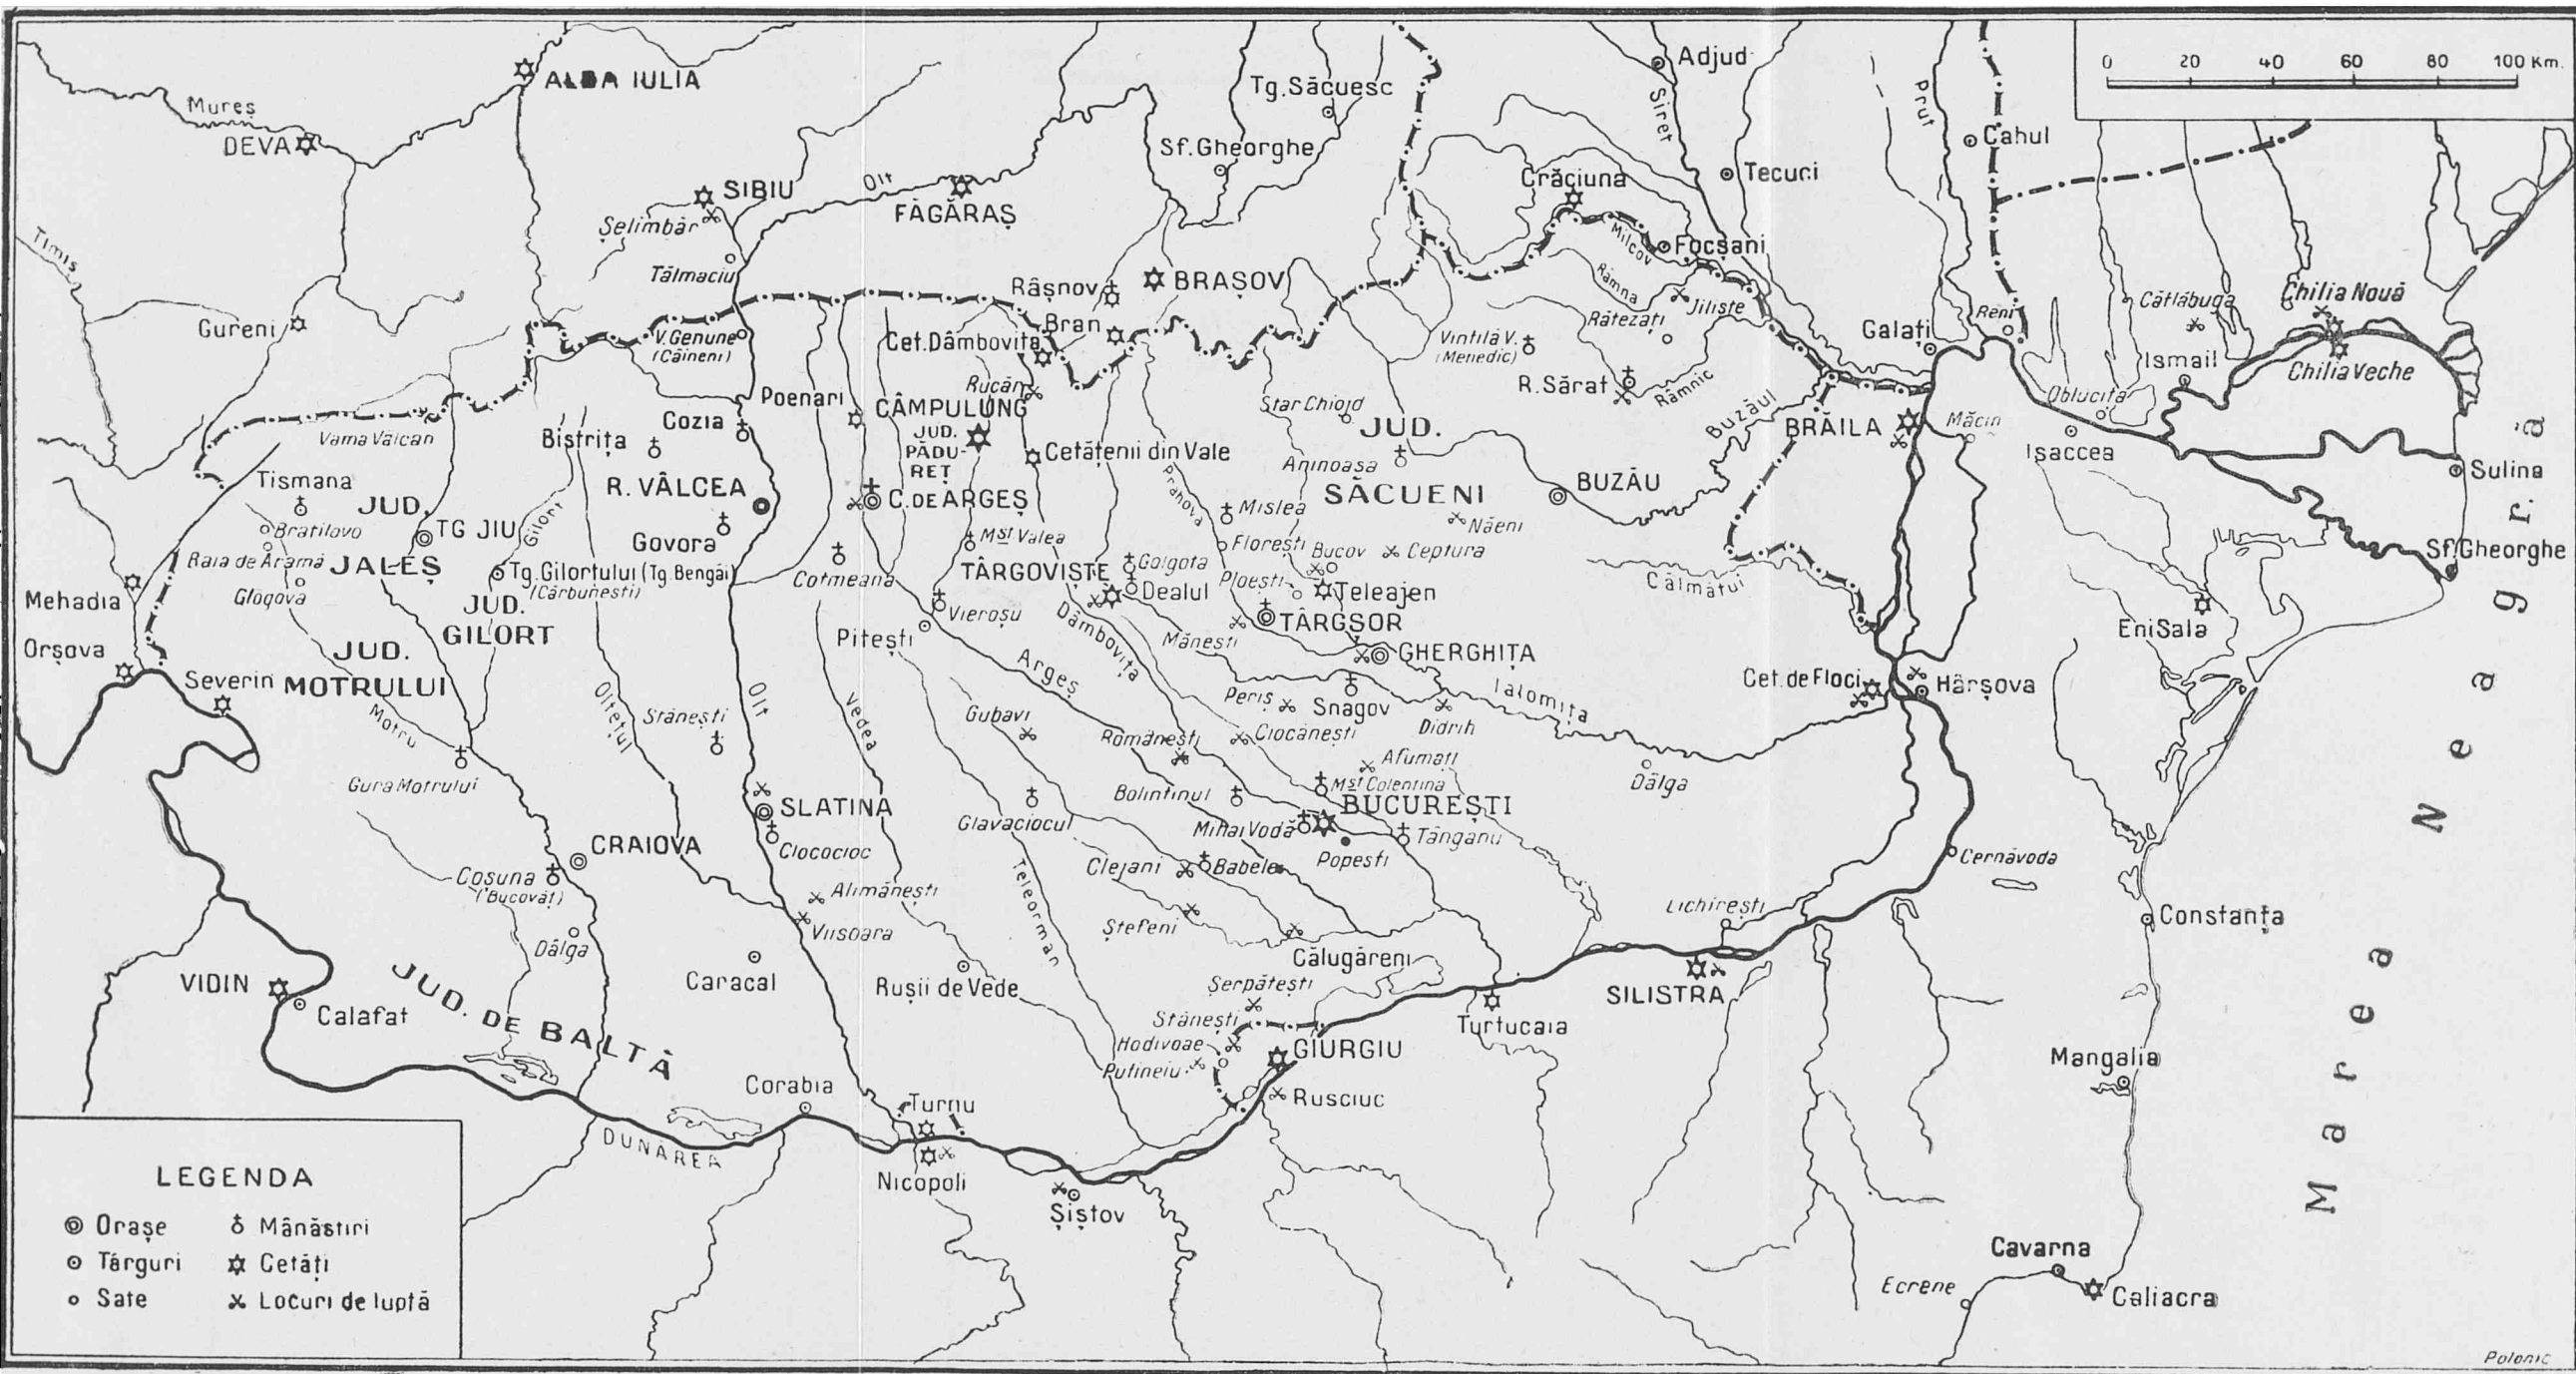 ALBA IULIA
Mureș
DEVA
Tg. Săcuesc
Adjud
Siret
Prut
0 20 40 60 80 100 Km.
Cahul
Sf. Gheorghe
Tecuci
Crăciuna
SIBIU
Olt
FĂGĂRAȘ
Șelimbăr
Timiș
Tălmaciu
Milcov
Focșani
Râșnov
BRAȘOV
Râmna
Jiliște
Rătezați
Cătlăbuga
Chilia Nouă
Reni
Gureni
V. Genune
(Câineni)
Cet. Dâmbovița
Bran
Vintilă V.
(Menedic)
Galați
Ismail
Chilia Veche
Rucăr
R. Sărat
Râmnic
Oblucița
Poenari
CÂMPULUNG
JUD.
PĂDU-
REȚ
Star Chiojd
JUD.
Buzăul
BRĂILA
Măcin
Isaccea
Vama Vâlcan
Bistrița
Cozia
Cetățenii din Vale
Aninoasa
SĂCUENI
BUZĂU
Sulina
Tismana
JUD.
JALEȘ
Bratilovo
TG JIU
Gilort
R. VÂLCEA
C. DE ARGEȘ
Prahova
Mislea
Năeni
Baia de Aramă
Govora
Mst Valea
Florești
Bucov
Ceptura
Sf. Gheorghe
Glogova
Tg. Gilortului (Tg. Bengăi)
(Cărbunești)
Cotmeana
TÂRGOVIȘTE
Golgota
Dealul
Ploești
Teleajen
Călmățui
Mehadia
JUD.
GILORT
Vieroșu
Pitești
Dâmbovița
Mănești
TÂRGȘOR
GHERGHIȚA
EniSala
Orșova
Severin
JUD.
MOTRULUI
Motru
Oltețul
Stănești
Olt
Vedea
Argeș
Periș
Snagov
Didrih
Ialomița
Cet. de Floci
Hârșova
Gubavi
Românești
Ciocănești
Afumați
Dâlga
Gura Motrului
SLATINA
Glavaciocul
Bolintinul
Mst Colentina
BUCUREȘTI
Mihai Vodă
Popești
Tânganu
CRAIOVA
Clococioc
Clejani
Babele
Cernăvoda
Coșuna
(Bucovăț)
Alimănești
Viișoara
Teleorman
Ștefeni
Lichirești
Constanța
Dâlga
Călugăreni
VIDIN
Calafat
Caracal
Rușii de Vede
Șerpătești
SILISTRA
Turtucaia
JUD. DE BALTĂ
Stănești
Hodivoae
Putineiu
GIURGIU
Rusciuc
Mangalia
Corabia
Turnu
DUNĂREA
Nicopoli
Șiștov
Marea Neagră
Cavarna
Ecrene
Caliacra
LEGENDA
Orașe
Mânăstiri
Târguri
Cetăți
Sate
Locuri de luptă
Polonic